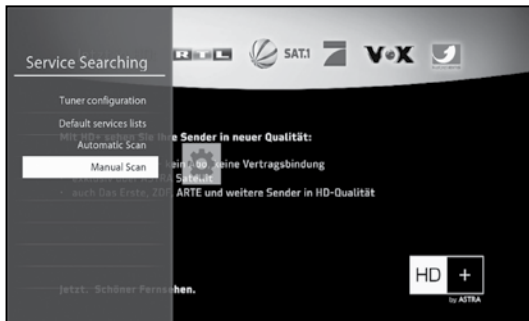 Service Searching
Tuner configuration
Default services lists
Automatic Scan
Manual Scan
RTL SAT.1 VOX
Mit HD+ sehen Sie Ihre Sender in neuer Qualität:
kein Abo, keine Vertragsbindung
Satellit
- auch Das Erste, ZDF, ARTE und weitere Sender in HD-Qualität
Jetzt. Schöner Fernsehen.
HD +
by ASTRA